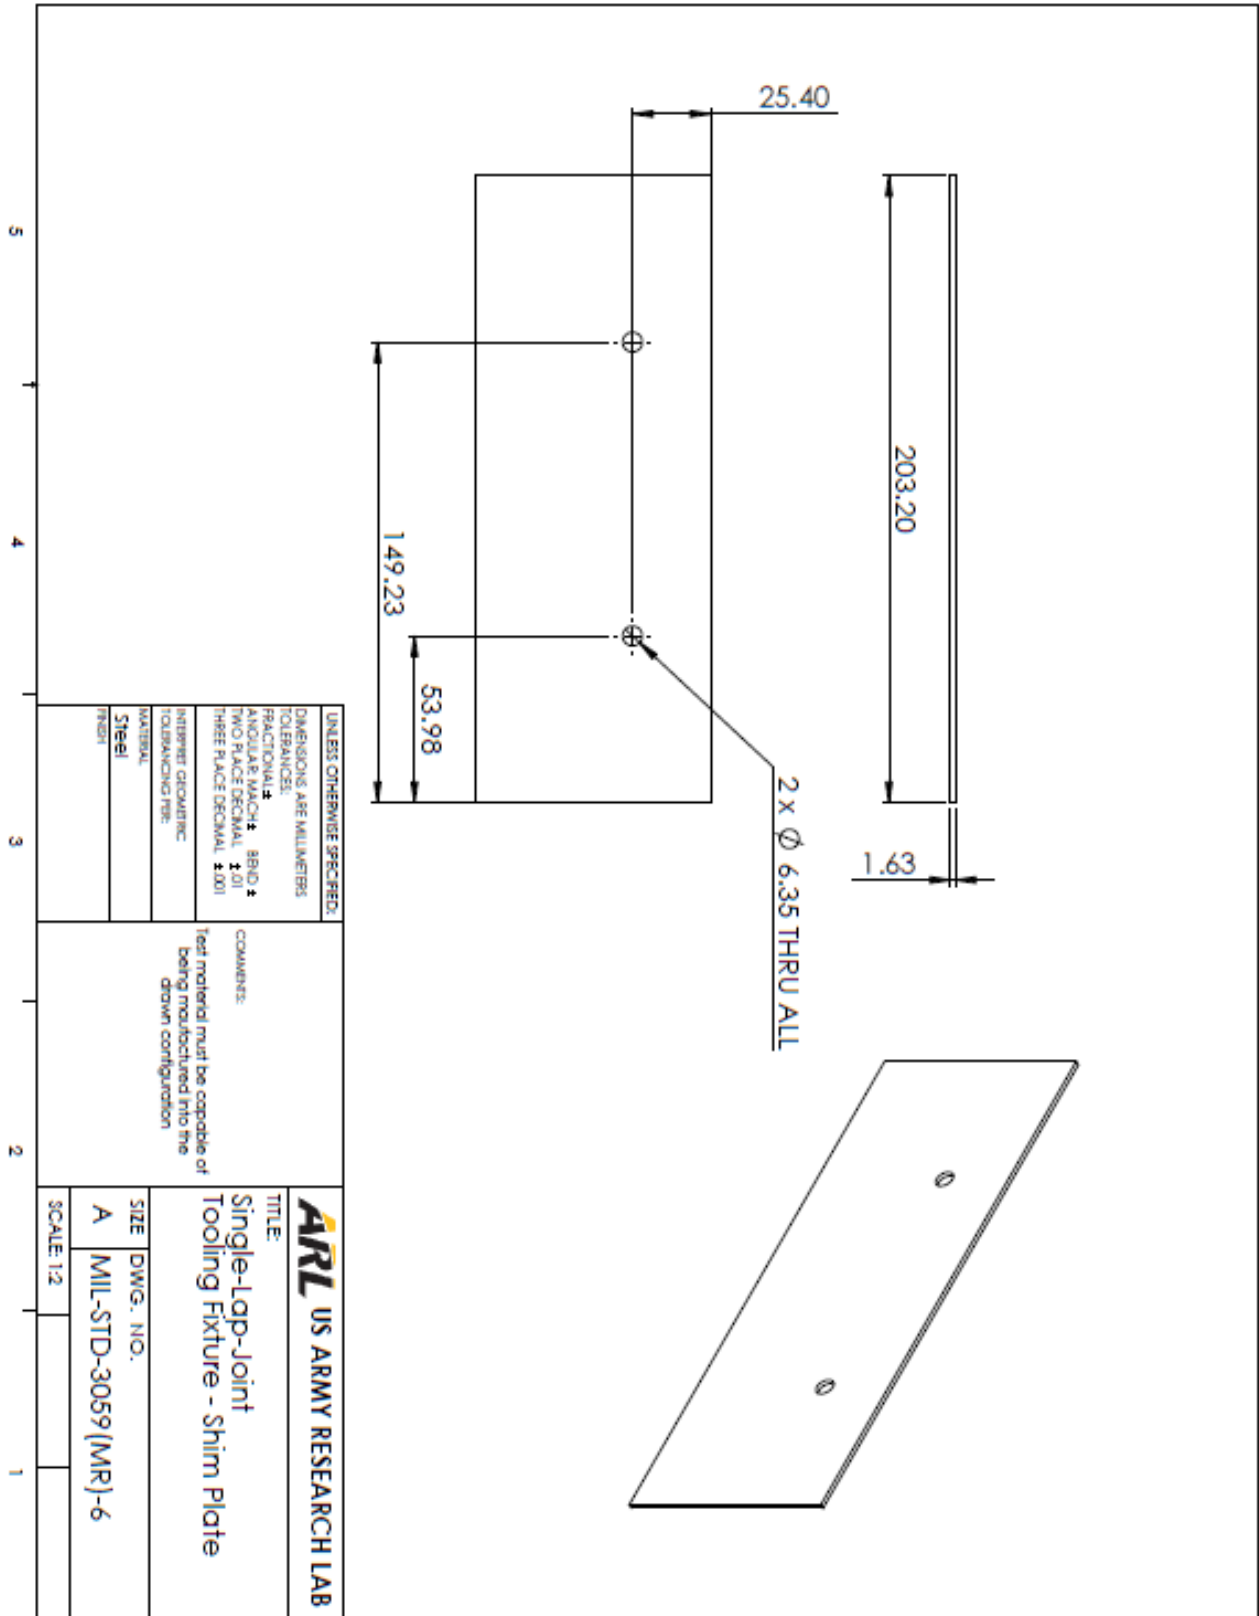 25.40
203.20
1.63
149.23
53.98
2 x Ø 6.35 THRU ALL
UNLESS OTHERWISE SPECIFIED:
DIMENSIONS ARE MILLIMETERS
TOLERANCES:
FRACTIONAL±
ANGULAR: MACH± BEND ±
TWO PLACE DECIMAL ±.01
THREE PLACE DECIMAL ±.001
INTERPRET GEOMETRIC
TOLERANCING PER:
MATERIAL
Steel
FINISH
COMMENTS:
Test material must be capable of
being maufactured into the
drawn configuration
ARL US ARMY RESEARCH LAB
TITLE:
Single-Lap-Joint
Tooling Fixture - Shim Plate
SIZE DWG. NO.
A MIL-STD-3059(MR)-6
SCALE: 1:2
5 4 3 2 1